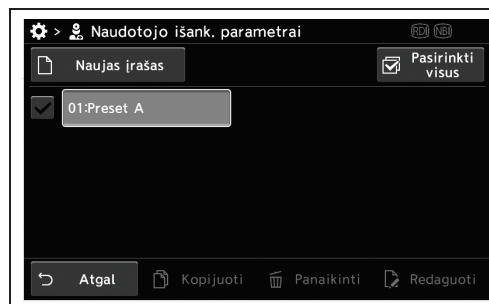 > Naudotojo išank. parametrai RDI NBI
Naujas įrašas
Pasirinkti
visus
01:Preset A
Atgal Kopijuoti Panaikinti Redaguoti